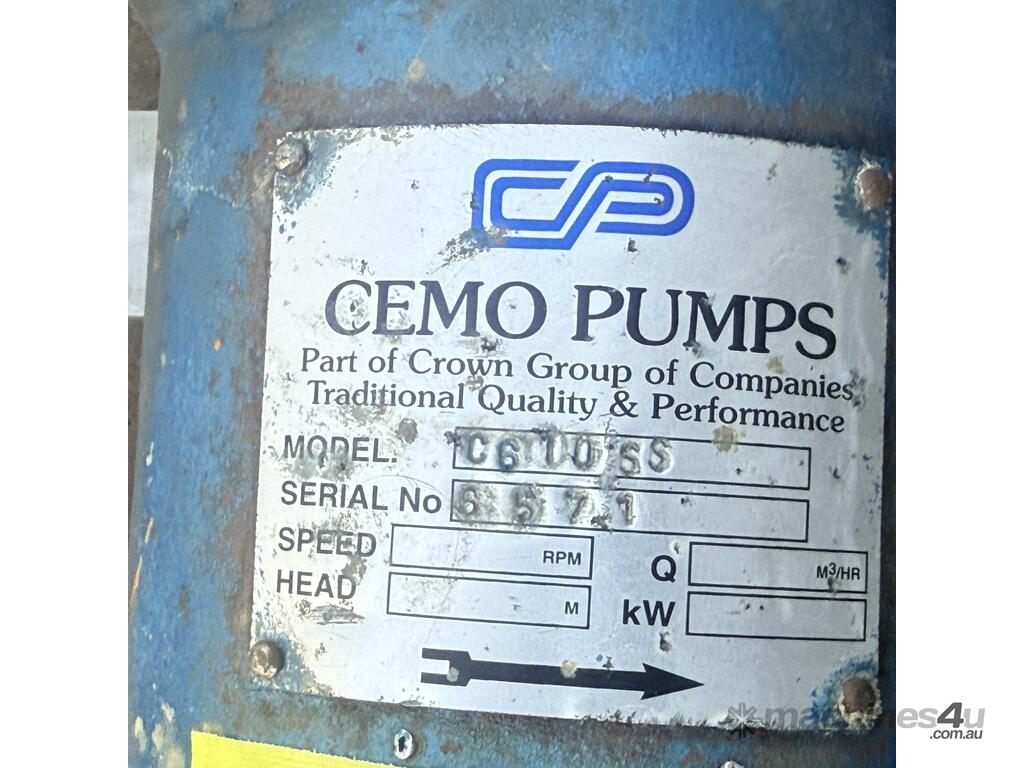 CP
CEMO PUMPS
Part of Crown Group of Companies
Traditional Quality & Performance
MODEL. C610SS
SERIAL No 6571
SPEED RPM Q M³/HR
HEAD M kW
machines4u
.com.au